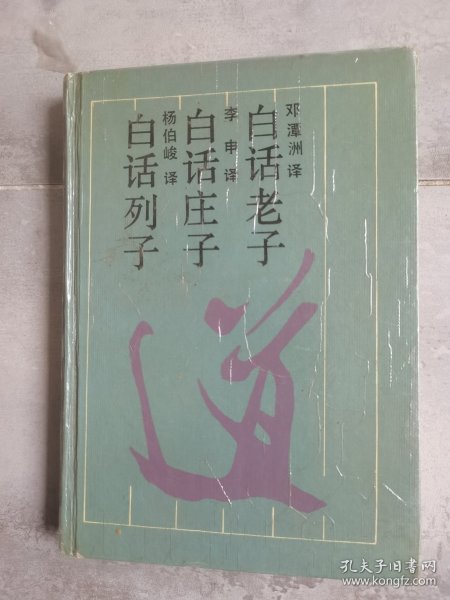 邓潭洲译
白话老子
李申译
白话庄子
杨伯峻译
白话列子
道
孔夫子旧书网
www.kongfz.com